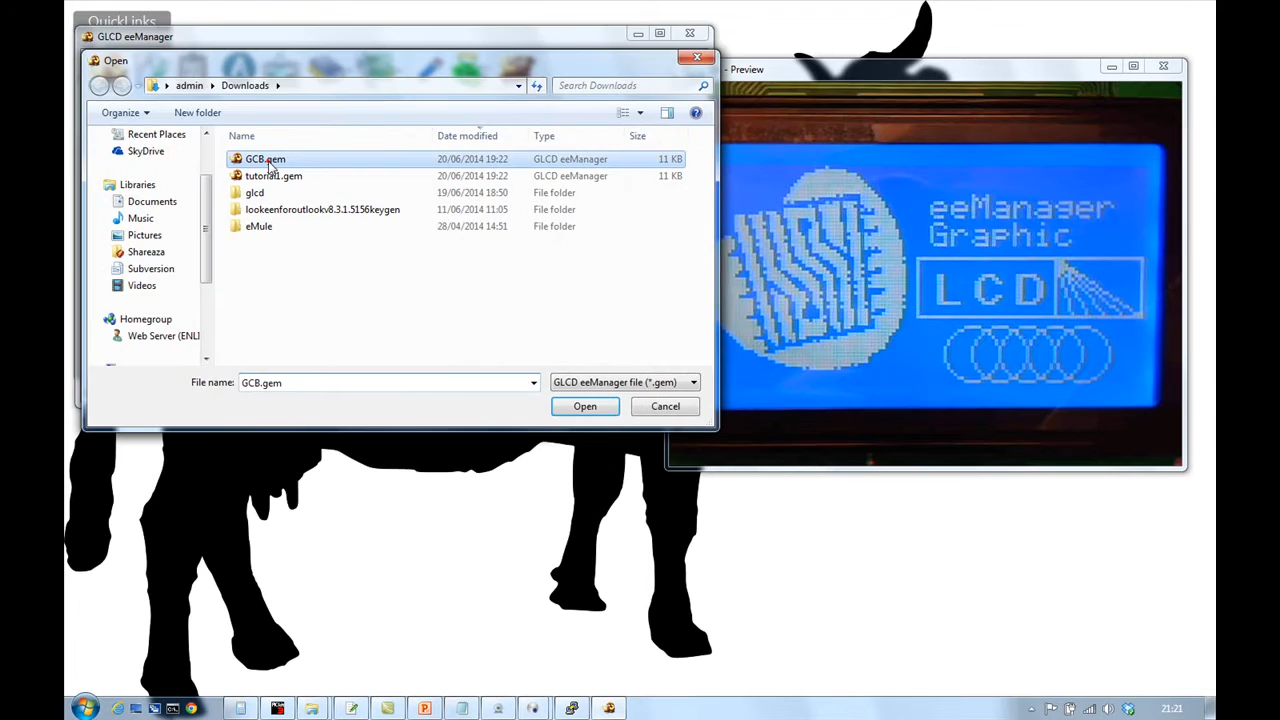 QuickLinks
GLCD eeManager
Open
admin
Downloads
Search Downloads
Organize
New folder
Recent Places
SkyDrive
Libraries
Documents
Music
Pictures
Shareaza
Subversion
Videos
Homegroup
Web Server (ENLI
Name
Date modified
Type
Size
GCB.gem
20/06/2014 19:22
GLCD eeManager
11 KB
tutorial1.gem
20/06/2014 19:22
GLCD eeManager
11 KB
glcd
19/06/2014 18:50
File folder
lookeenforoutlookv8.3.1.5156keygen
11/06/2014 11:05
File folder
eMule
28/04/2014 14:51
File folder
File name:
GCB.gem
GLCD eeManager file (*.gem)
Open
Cancel
- Preview
eeManager
Graphic
LCD
21:21